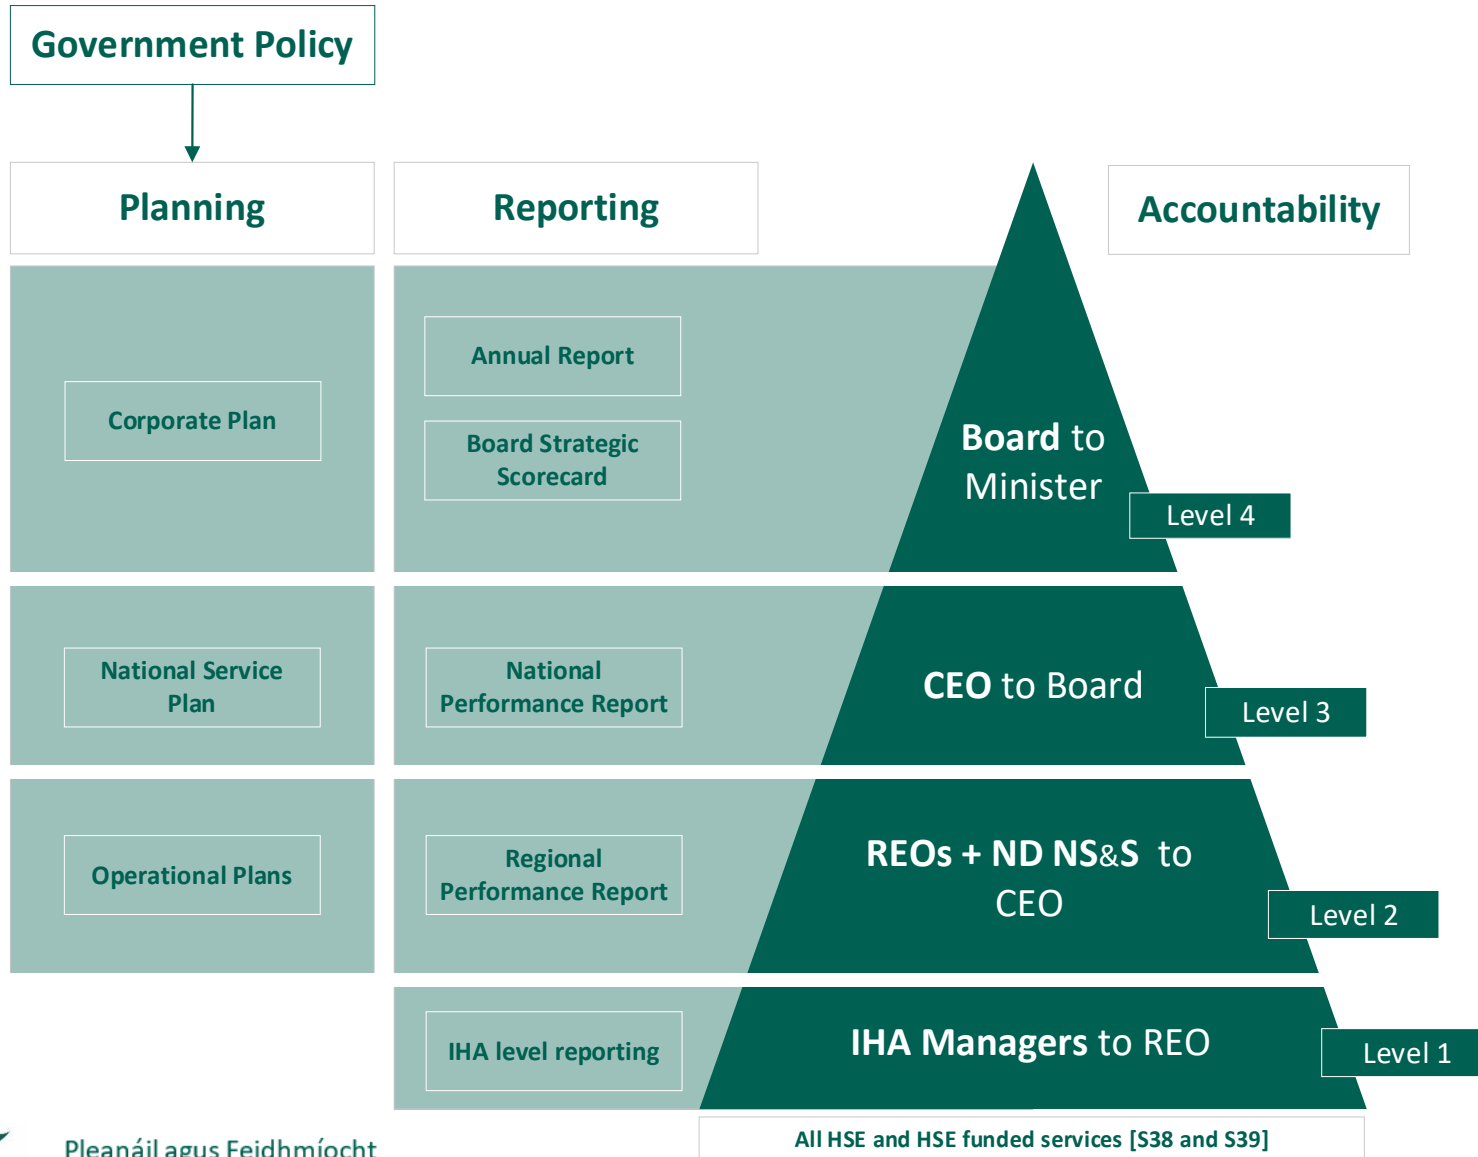 Government Policy
Planning
Reporting
Accountability
Corporate Plan
Annual Report
Board Strategic
Scorecard
Board to
Minister
Level 4
National Service
Plan
National
Performance Report
CEO to Board
Level 3
Operational Plans
Regional
Performance Report
REOs + ND NS&S to
CEO
Level 2
IHA level reporting
IHA Managers to REO
Level 1
All HSE and HSE funded services [S38 and S39]
Pleanáil agus Feidhmíocht